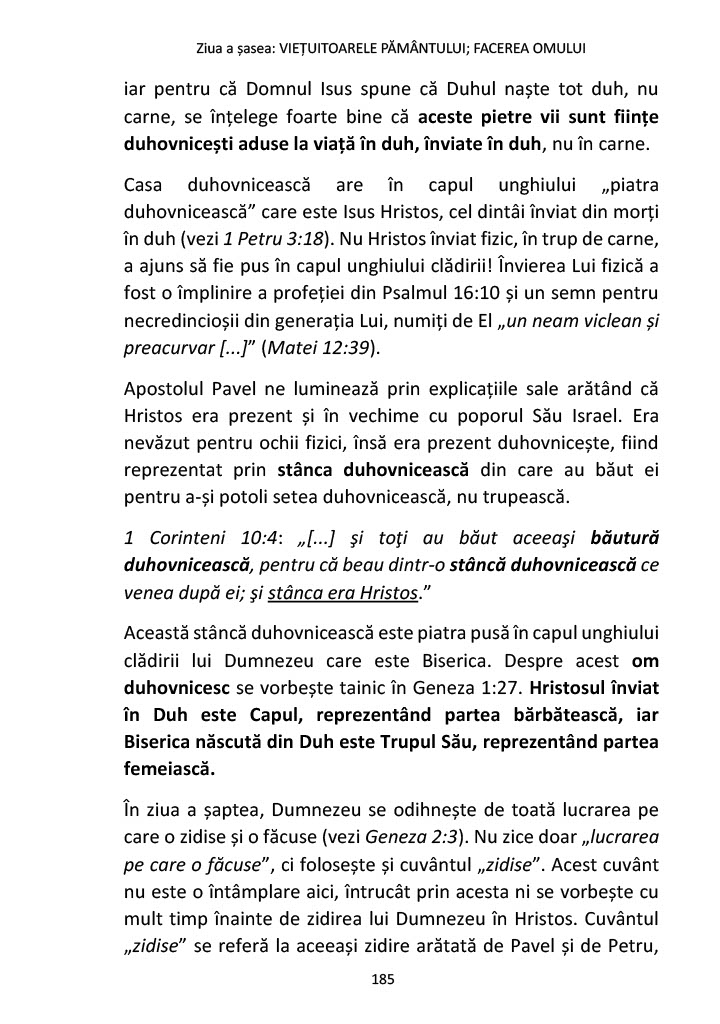 Ziua a șasea: VIEȚUITOARELE PĂMÂNTULUI; FACEREA OMULUI
iar pentru că Domnul Isus spune că Duhul naște tot duh, nu
carne, se înțelege foarte bine că aceste pietre vii sunt ființe
duhovnicești aduse la viață în duh, înviate în duh, nu în carne.
Casa duhovnicească are în capul unghiului „piatra
duhovnicească” care este Isus Hristos, cel dintâi înviat din morți
în duh (vezi 1 Petru 3:18). Nu Hristos înviat fizic, în trup de carne,
a ajuns să fie pus în capul unghiului clădirii! Învierea Lui fizică a
fost o împlinire a profeției din Psalmul 16:10 și un semn pentru
necredincioșii din generația Lui, numiți de El „un neam viclean și
preacurvar [...]” (Matei 12:39).
Apostolul Pavel ne luminează prin explicațiile sale arătând că
Hristos era prezent și în vechime cu poporul Său Israel. Era
nevăzut pentru ochii fizici, însă era prezent duhovnicește, fiind
reprezentat prin stânca duhovnicească din care au băut ei
pentru a-și potoli setea duhovnicească, nu trupească.
1 Corinteni 10:4: „[...] şi toţi au băut aceeaşi băutură
duhovnicească, pentru că beau dintr-o stâncă duhovnicească ce
venea după ei; şi stânca era Hristos.”
Această stâncă duhovnicească este piatra pusă în capul unghiului
clădirii lui Dumnezeu care este Biserica. Despre acest om
duhovnicesc se vorbește tainic în Geneza 1:27. Hristosul înviat
în Duh este Capul, reprezentând partea bărbătească, iar
Biserica născută din Duh este Trupul Său, reprezentând partea
femeiască.
În ziua a șaptea, Dumnezeu se odihnește de toată lucrarea pe
care o zidise și o făcuse (vezi Geneza 2:3). Nu zice doar „lucrarea
pe care o făcuse”, ci folosește și cuvântul „zidise”. Acest cuvânt
nu este o întâmplare aici, întrucât prin acesta ni se vorbește cu
mult timp înainte de zidirea lui Dumnezeu în Hristos. Cuvântul
„zidise” se referă la aceeași zidire arătată de Pavel și de Petru,
185